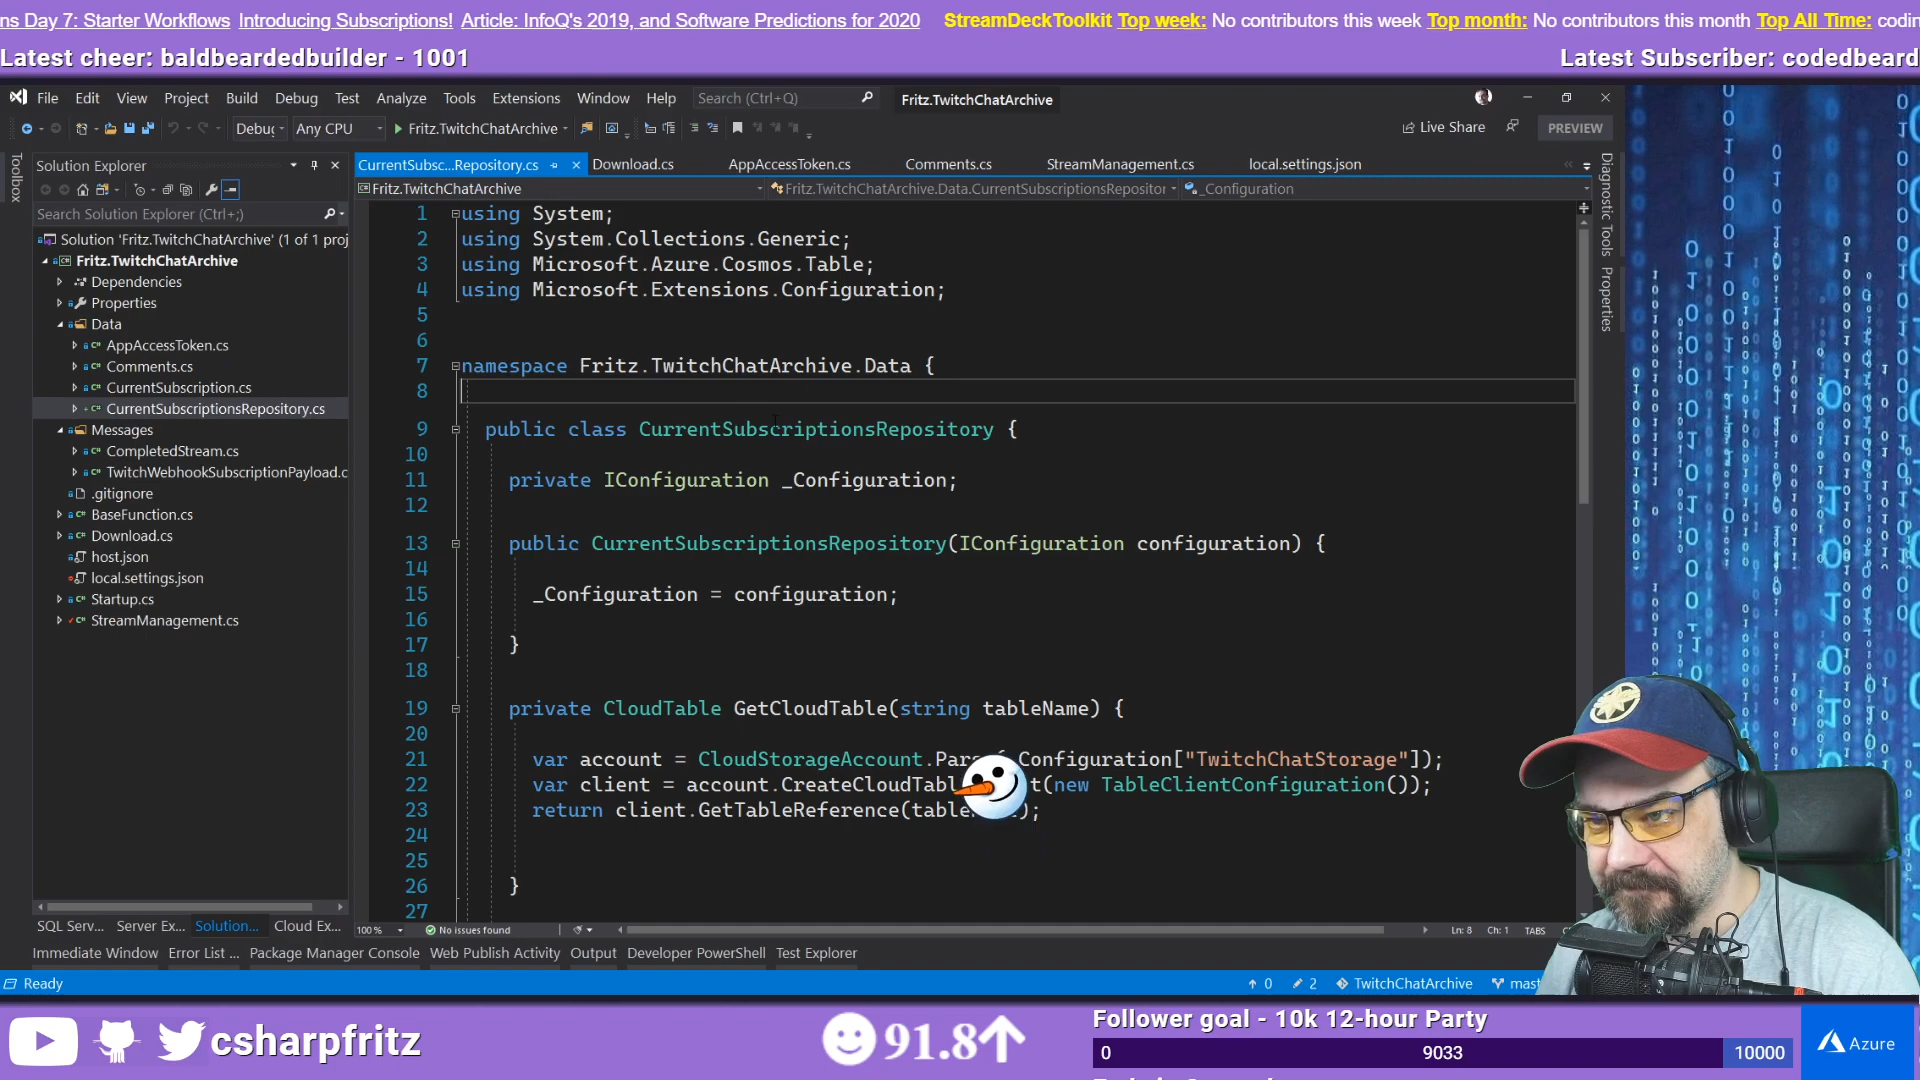 ns Day 7: Starter Workflows Introducing Subscriptions! Article: InfoQ's 2019, and Software Predictions for 2020 StreamDeckToolkit Top week: No contributors this week Top month: No contributors this month Top All Time: codin
Latest cheer: baldbeardedbuilder - 1001
Latest Subscriber: codedbeard
File Edit View Project Build Debug Test Analyze Tools Extensions Window Help Search (Ctrl+Q) Fritz.TwitchChatArchive
Debug Any CPU Fritz.TwitchChatArchive Live Share PREVIEW
Toolbox
Solution Explorer
Search Solution Explorer (Ctrl+;)
Solution 'Fritz.TwitchChatArchive' (1 of 1 proj
Fritz.TwitchChatArchive
Dependencies
Properties
Data
AppAccessToken.cs
Comments.cs
CurrentSubscription.cs
CurrentSubscriptionsRepository.cs
Messages
CompletedStream.cs
TwitchWebhookSubscriptionPayload.c
.gitignore
BaseFunction.cs
Download.cs
host.json
local.settings.json
Startup.cs
StreamManagement.cs
SQL Serv... Server Ex... Solution... Cloud Ex...
CurrentSubsc...Repository.cs Download.cs AppAccessToken.cs Comments.cs StreamManagement.cs local.settings.json
Fritz.TwitchChatArchive Fritz.TwitchChatArchive.Data.CurrentSubscriptionsRepositor _Configuration
1 using System;
2 using System.Collections.Generic;
3 using Microsoft.Azure.Cosmos.Table;
4 using Microsoft.Extensions.Configuration;
5
6
7 namespace Fritz.TwitchChatArchive.Data {
8
9 public class CurrentSubscriptionsRepository {
10
11 private IConfiguration _Configuration;
12
13 public CurrentSubscriptionsRepository(IConfiguration configuration) {
14
15 _Configuration = configuration;
16
17 }
18
19 private CloudTable GetCloudTable(string tableName) {
20
21 var account = CloudStorageAccount.Pars Configuration["TwitchChatStorage"]);
22 var client = account.CreateCloudTabl t(new TableClientConfiguration());
23 return client.GetTableReference(table );
24
25
26 }
27
Diagnostic Tools
Properties
100 % No issues found Ln: 8 Ch: 1 TABS
Immediate Window Error List ... Package Manager Console Web Publish Activity Output Developer PowerShell Test Explorer
Ready 0 2 TwitchChatArchive mast
csharpfritz
91.8
Follower goal - 10k 12-hour Party
0 9033 10000
Azure